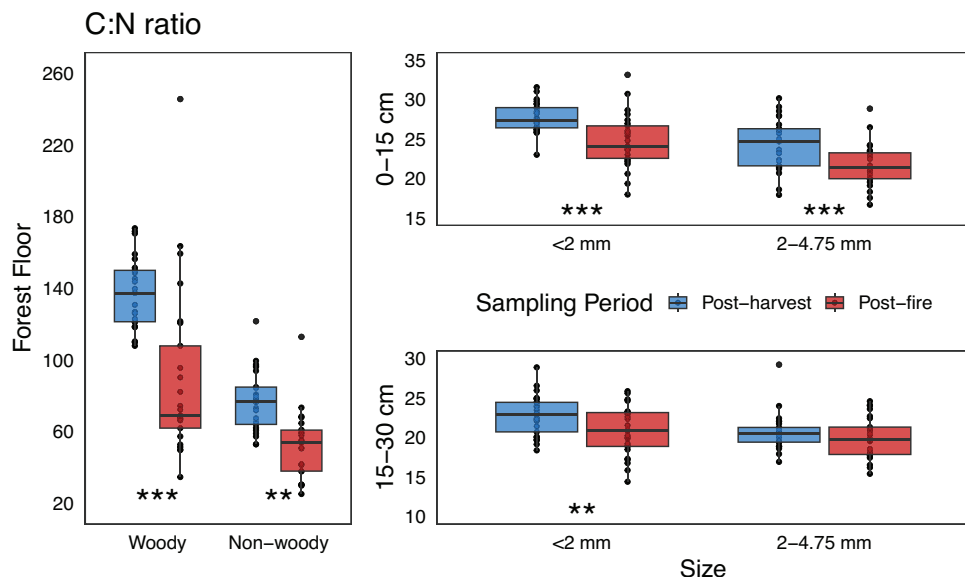 C:N ratio
Forest Floor
260
220
180
140
100
60
20
***
**
Woody
Non−woody
0−15 cm
35
30
25
20
15
***
***
<2 mm
2−4.75 mm
Sampling Period
Post−harvest
Post−fire
15−30 cm
30
25
20
15
10
**
<2 mm
2−4.75 mm
Size